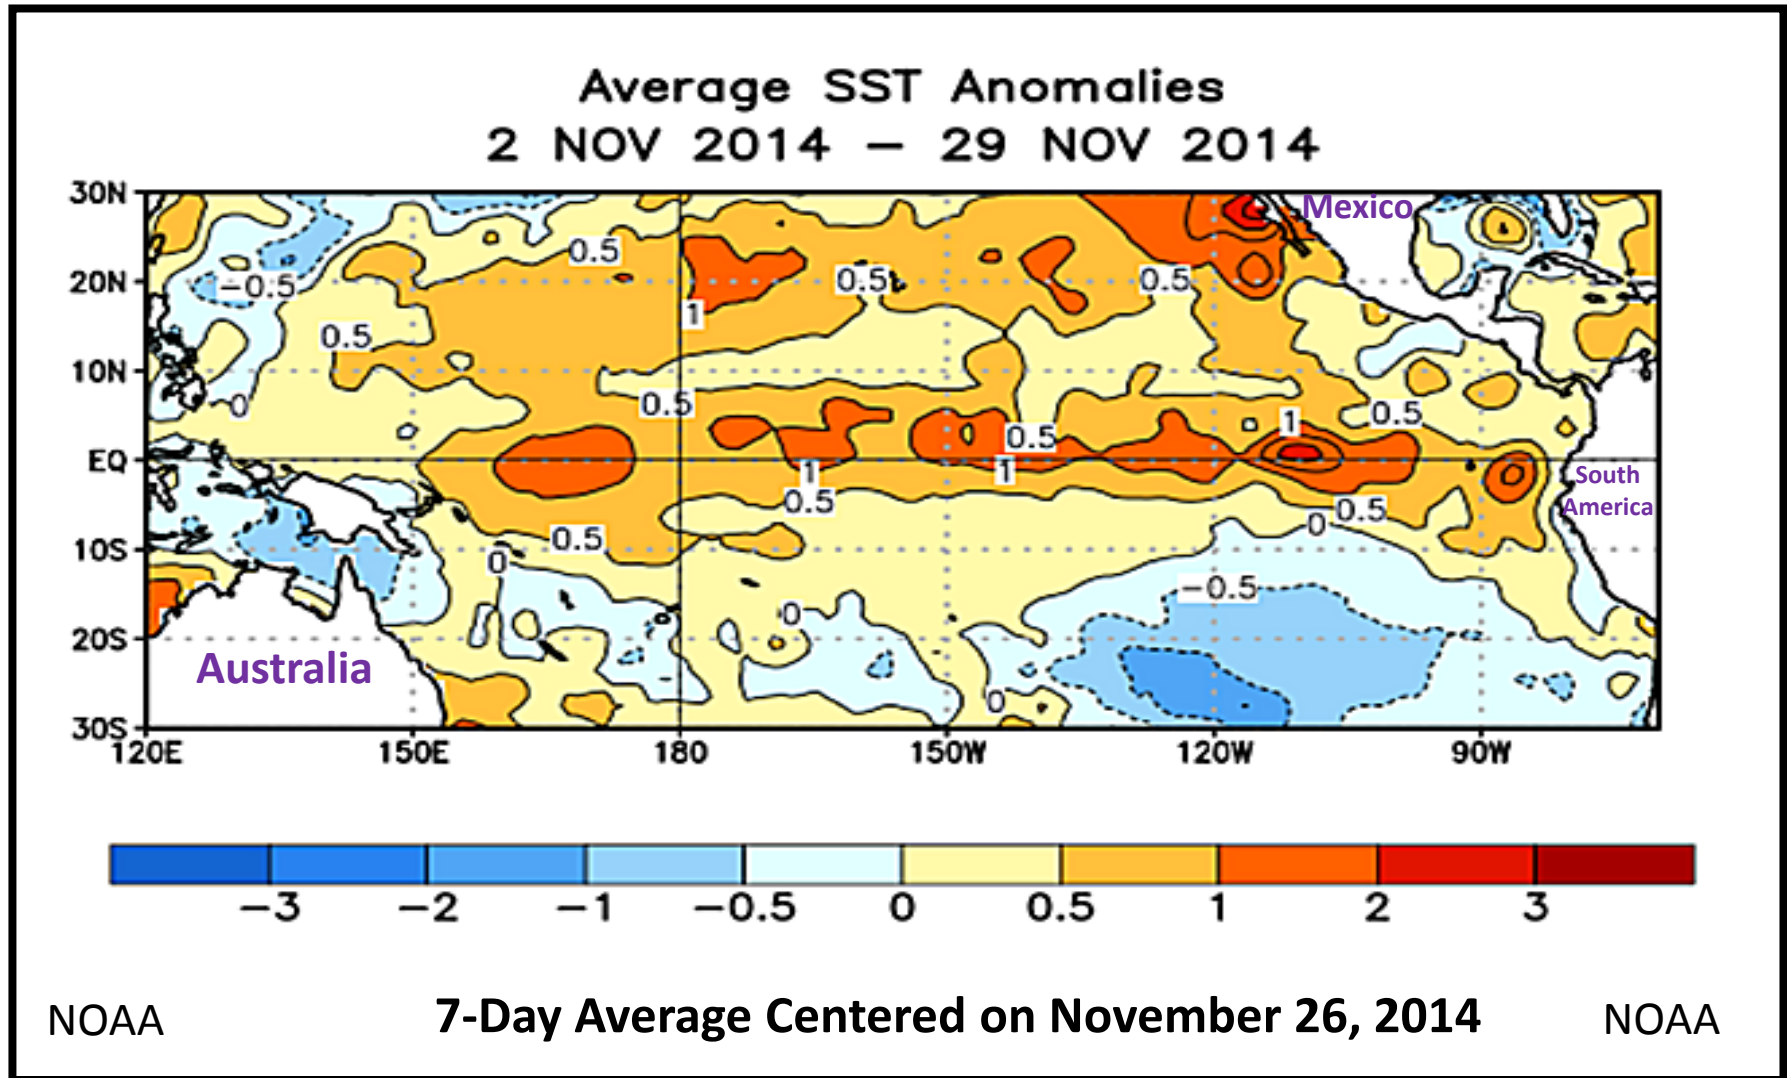 Average SST Anomalies
2 NOV 2014 – 29 NOV 2014
30N
20N
10N
EQ
10S
20S
30S
Mexico
0.5
-0.5
0.5
0.5
1
0.5
0
0.5
0.5
1
0.5
1
1
0.5
0.5
0
0.5
0
-0.5
0
0
South
America
Australia
120E 150E 180 150W 120W 90W
-3 -2 -1 -0.5 0 0.5 1 2 3
NOAA 7-Day Average Centered on November 26, 2014 NOAA